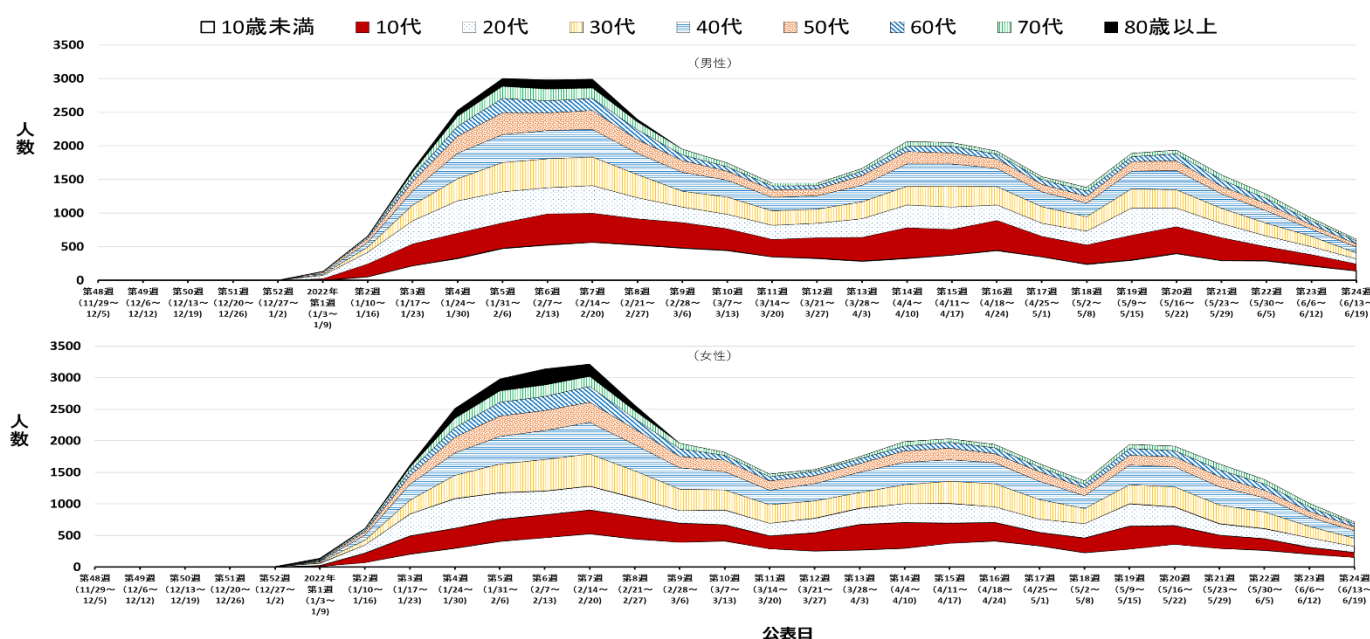 10歳未満 10代 20代 30代 40代 50代 60代 70代 80歳以上
3500
3000
2500
2000
1500
1000
500
0
人数
(男性)
第48週 第49週 第50週 第51週 第52週 2022年 第2週 第3週 第4週 第5週 第6週 第7週 第8週 第9週 第10週 第11週 第12週 第13週 第14週 第15週 第16週 第17週 第18週 第19週 第20週 第21週 第22週 第23週 第24週
(11/29～ (12/6～ (12/13～ (12/20～ (12/27～ 第1週 (1/10～ (1/17～ (1/24～ (1/31～ (2/7～ (2/14～ (2/21～ (2/28～ (3/7～ (3/14～ (3/21～ (3/28～ (4/4～ (4/11～ (4/18～ (4/25～ (5/2～ (5/9～ (5/16～ (5/23～ (5/30～ (6/6～ (6/13～
12/5) 12/12) 12/19) 12/26) 1/2) (1/3～ 1/16) 1/23) 1/30) 2/6) 2/13) 2/20) 2/27) 3/6) 3/13) 3/20) 3/27) 4/3) 4/10) 4/17) 4/24) 5/1) 5/8) 5/15) 5/22) 5/29) 6/5) 6/12) 6/19)
1/9)
3500
3000
2500
2000
1500
1000
500
0
人数
(女性)
第48週 第49週 第50週 第51週 第52週 2022年 第2週 第3週 第4週 第5週 第6週 第7週 第8週 第9週 第10週 第11週 第12週 第13週 第14週 第15週 第16週 第17週 第18週 第19週 第20週 第21週 第22週 第23週 第24週
(11/29～ (12/6～ (12/13～ (12/20～ (12/27～ 第1週 (1/10～ (1/17～ (1/24～ (1/31～ (2/7～ (2/14～ (2/21～ (2/28～ (3/7～ (3/14～ (3/21～ (3/28～ (4/4～ (4/11～ (4/18～ (4/25～ (5/2～ (5/9～ (5/16～ (5/23～ (5/30～ (6/6～ (6/13～
12/5) 12/12) 12/19) 12/26) 1/2) (1/3～ 1/16) 1/23) 1/30) 2/6) 2/13) 2/20) 2/27) 3/6) 3/13) 3/20) 3/27) 4/3) 4/10) 4/17) 4/24) 5/1) 5/8) 5/15) 5/22) 5/29) 6/5) 6/12) 6/19)
1/9)
公表日